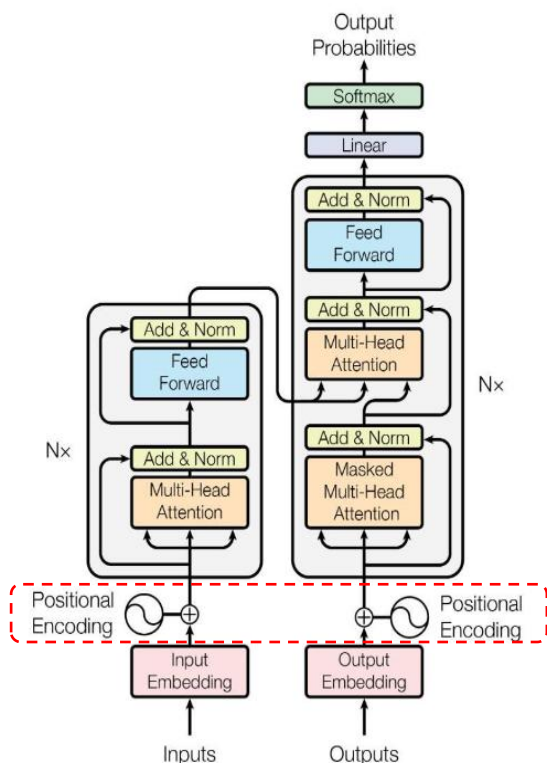 Output
Probabilities
Softmax
Linear
Add & Norm
Feed
Forward
Add & Norm
Multi-Head
Attention
Add & Norm
Masked
Multi-Head
Attention
Nx
Add & Norm
Feed
Forward
Add & Norm
Multi-Head
Attention
Nx
Positional
Encoding
Positional
Encoding
Input
Embedding
Output
Embedding
Inputs
Outputs